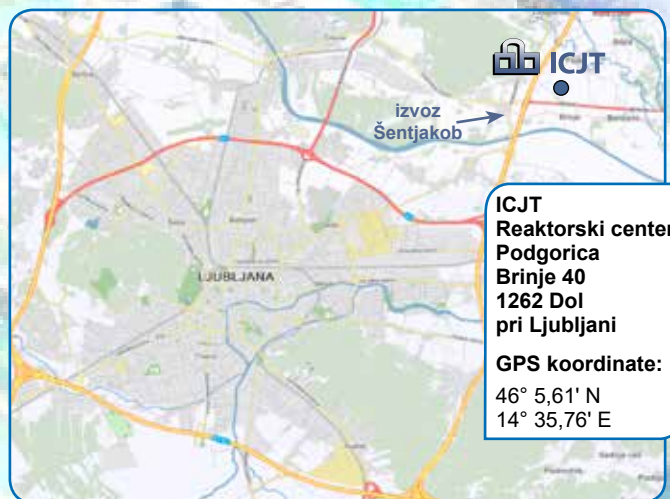 ICJT
izvoz
Šentjakob
LJUBLJANA
ICJT
Reaktorski center
Podgorica
Brinje 40
1262 Dol
pri Ljubljani
GPS koordinate:
46° 5,61' N
14° 35,76' E